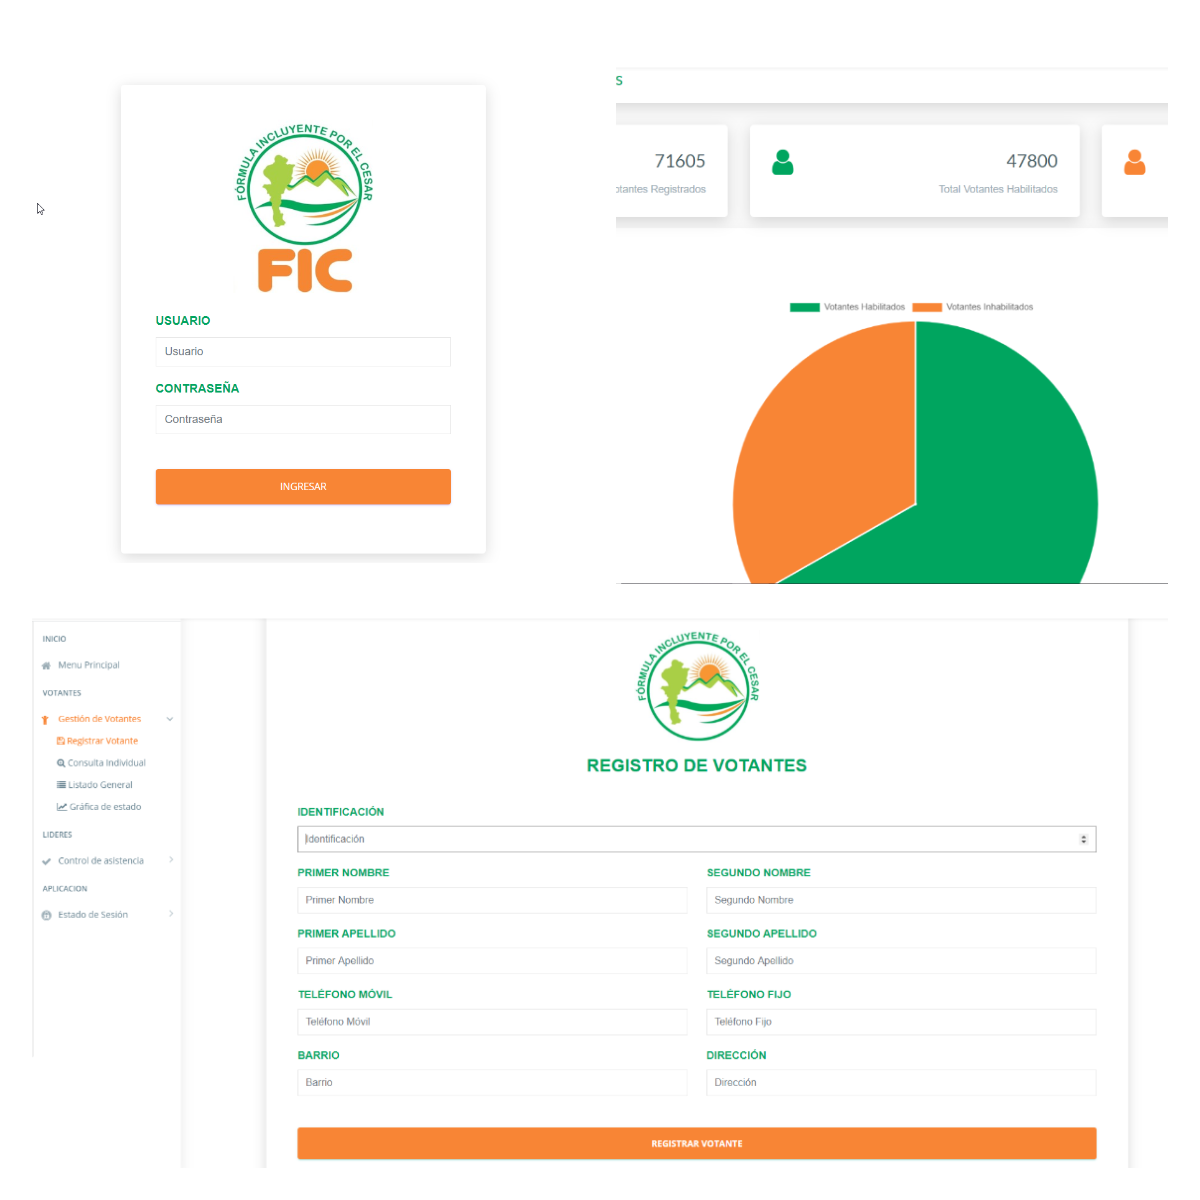 FÓRMULA INCLUYENTE POR EL CESAR
FIC
USUARIO
Usuario
CONTRASEÑA
Contraseña
INGRESAR
S
71605
47800
Votantes Registrados
Total Votantes Habilitados
Votantes Habilitados
Votantes Inhabilitados
INICIO
Menu Principal
VOTANTES
Gestión de Votantes
Registrar Votante
Consulta Individual
Listado General
Gráfica de estado
LIDERES
Control de asistencia
APLICACION
Estado de Sesión
FÓRMULA INCLUYENTE POR EL CESAR
REGISTRO DE VOTANTES
IDENTIFICACIÓN
Identificación
PRIMER NOMBRE
SEGUNDO NOMBRE
Primer Nombre
Segundo Nombre
PRIMER APELLIDO
SEGUNDO APELLIDO
Primer Apellido
Segundo Apellido
TELÉFONO MÓVIL
TELÉFONO FIJO
Teléfono Móvil
Teléfono Fijo
BARRIO
DIRECCIÓN
Barrio
Dirección
REGISTRAR VOTANTE